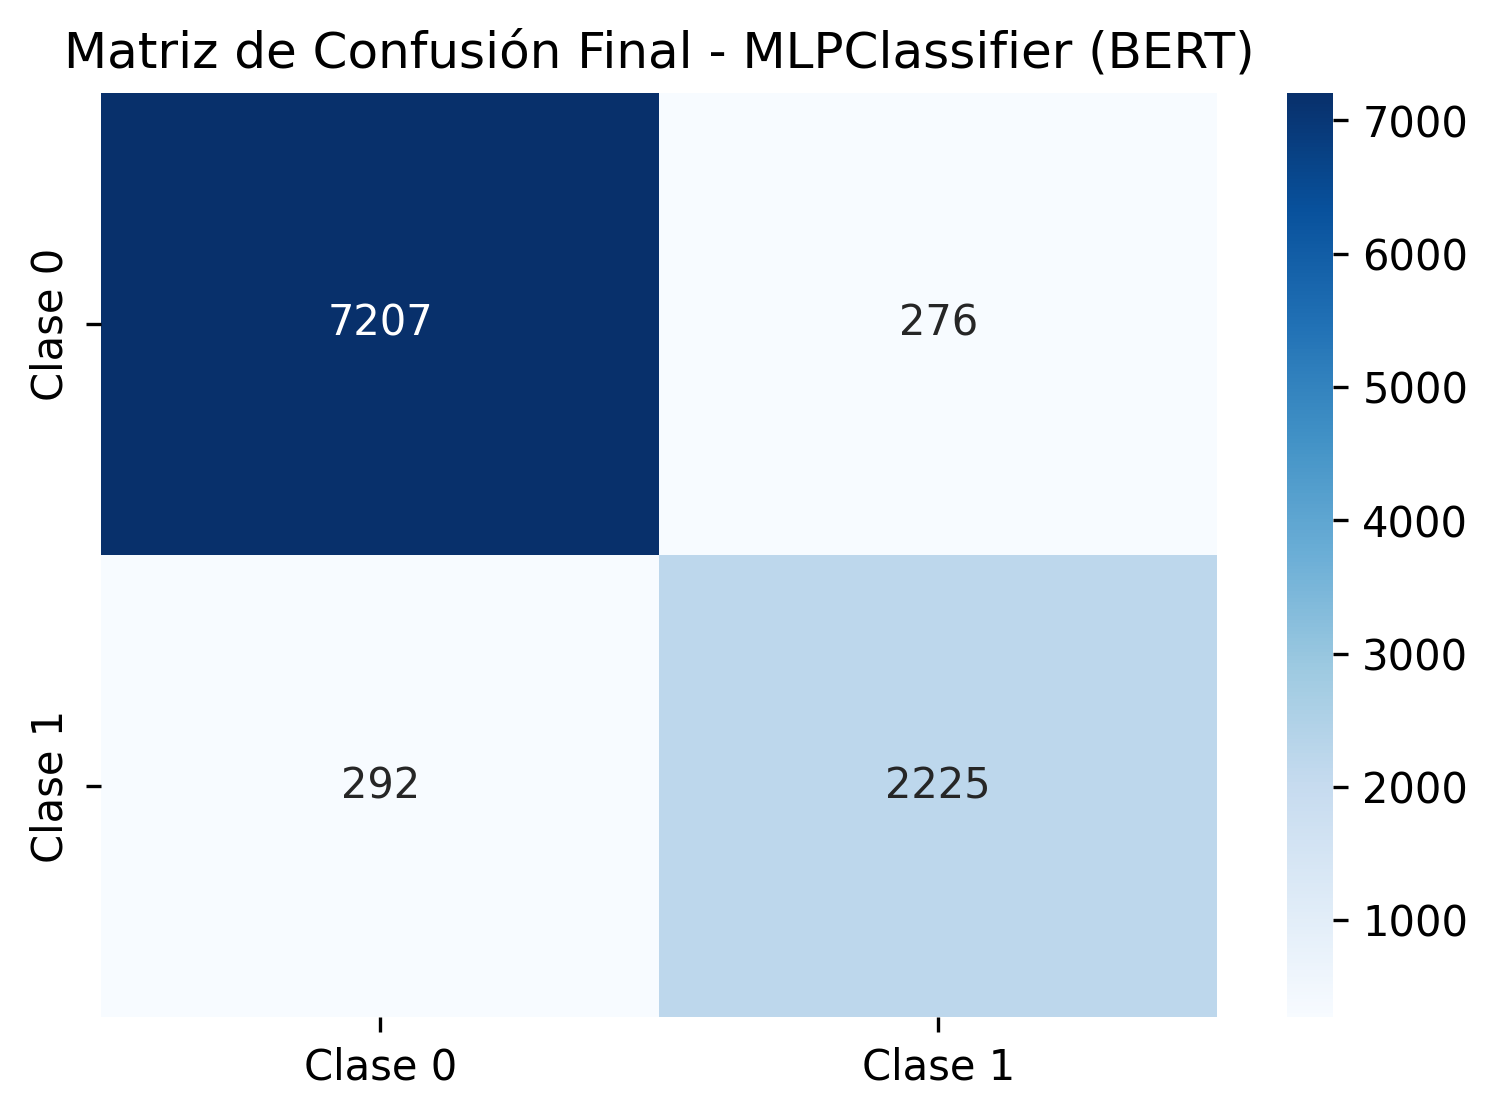 Matriz de Confusión Final - MLPClassifier (BERT)
Clase 0
7207
276
Clase 1
292
2225
Clase 0
Clase 1
7000
6000
5000
4000
3000
2000
1000